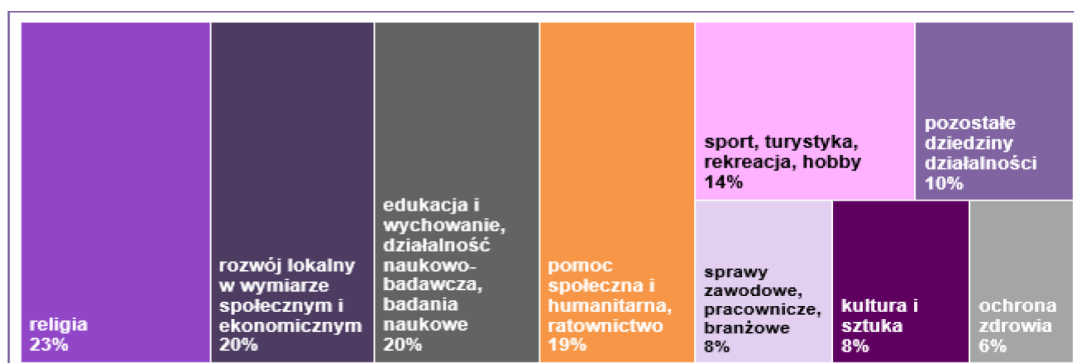 religia
23%
rozwój lokalny
w wymiarze
społecznym i
ekonomicznym
20%
edukacja i
wychowanie,
działalność
naukowo-
badawcza,
badania
naukowe
20%
pomoc
społeczna i
humanitarna,
ratownictwo
19%
sport, turystyka,
rekreacja, hobby
14%
pozostałe
dziedziny
działalności
10%
sprawy
zawodowe,
pracownicze,
branżowe
8%
kultura i
sztuka
8%
ochrona
zdrowia
6%